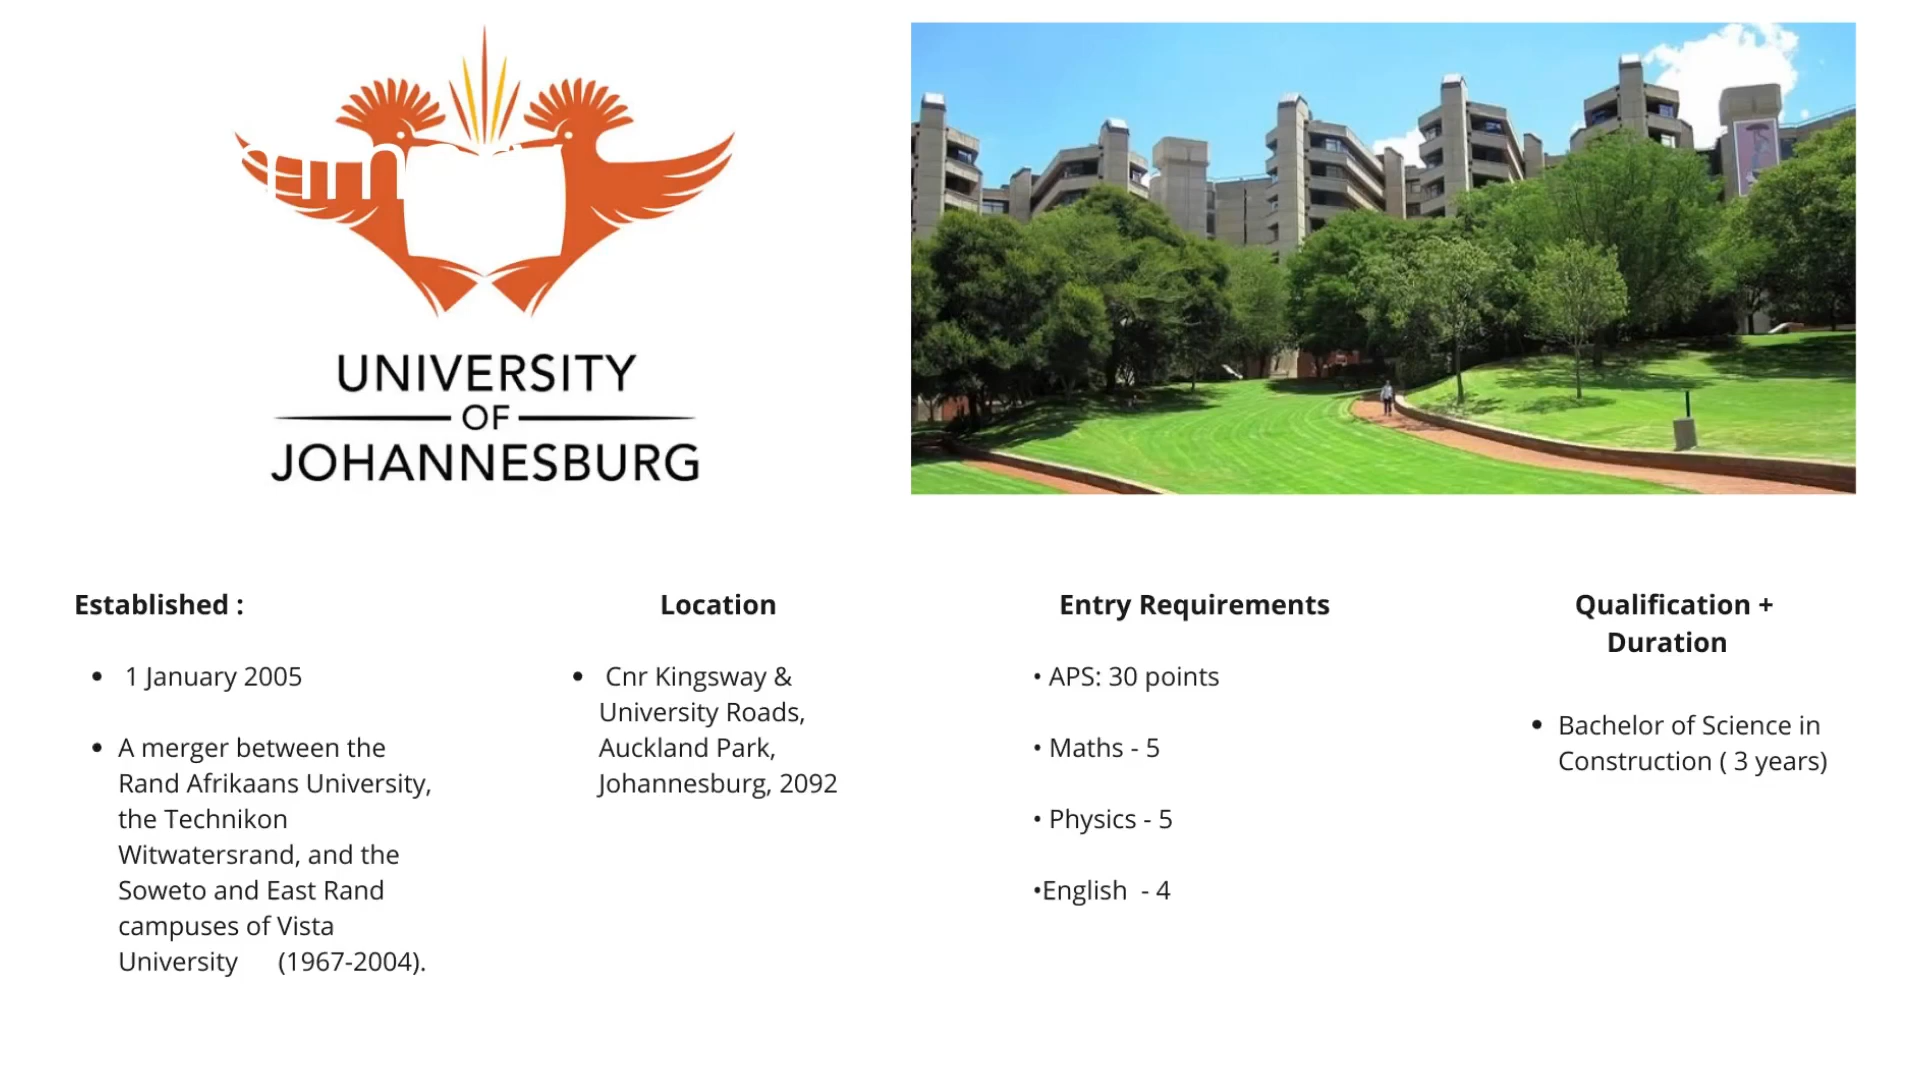 UNIVERSITY
OF
JOHANNESBURG
Established :
• 1 January 2005
• A merger between the
Rand Afrikaans University,
the Technikon
Witwatersrand, and the
Soweto and East Rand
campuses of Vista
University (1967-2004).
Location
• Cnr Kingsway &
University Roads,
Auckland Park,
Johannesburg, 2092
Entry Requirements
• APS: 30 points
• Maths - 5
• Physics - 5
•English - 4
Qualification +
Duration
• Bachelor of Science in
Construction ( 3 years)